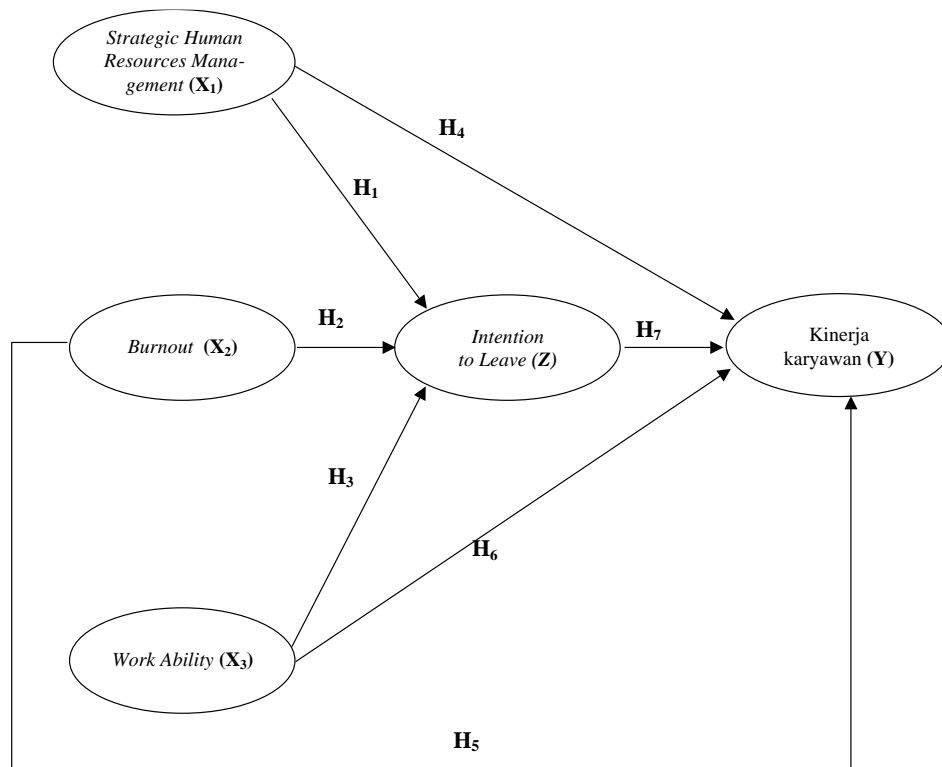 Strategic Human
Resources Mana-
gement (X₁)
H₄
H₁
Burnout (X₂)
H₂
Intention
to Leave (Z)
H₇
Kinerja
karyawan (Y)
H₃
H₆
Work Ability (X₃)
H₅